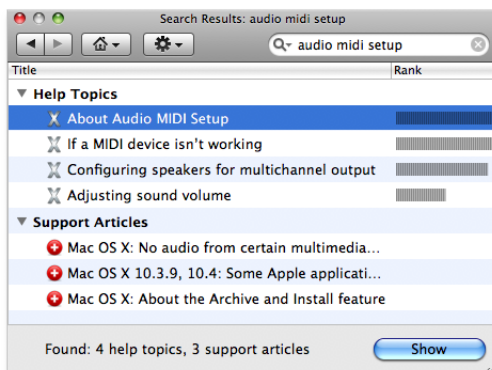 Search Results: audio midi setup
audio midi setup
Title Rank
Help Topics
About Audio MIDI Setup
If a MIDI device isn't working
Configuring speakers for multichannel output
Adjusting sound volume
Support Articles
Mac OS X: No audio from certain multimedia...
Mac OS X 10.3.9, 10.4: Some Apple applicati...
Mac OS X: About the Archive and Install feature
Found: 4 help topics, 3 support articles Show